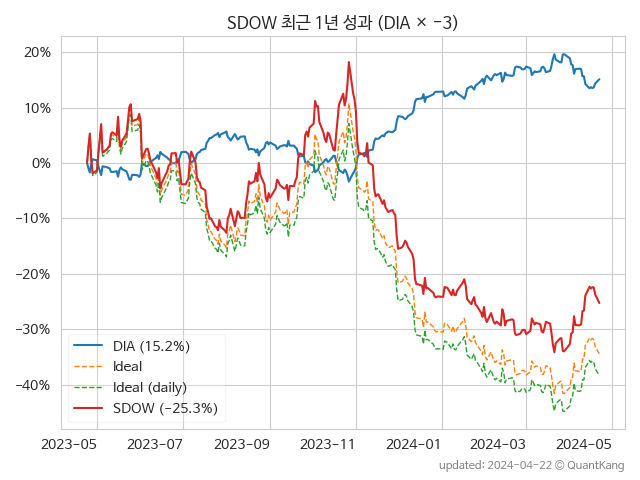 SDOW 최근 1년 성과 (DIA × −3)
20%
10%
0%
−10%
−20%
−30%
−40%
DIA (15.2%)
Ideal
Ideal (daily)
SDOW (−25.3%)
2023-05 2023-07 2023-09 2023-11 2024-01 2024-03 2024-05
updated: 2024-04-22 © QuantKang